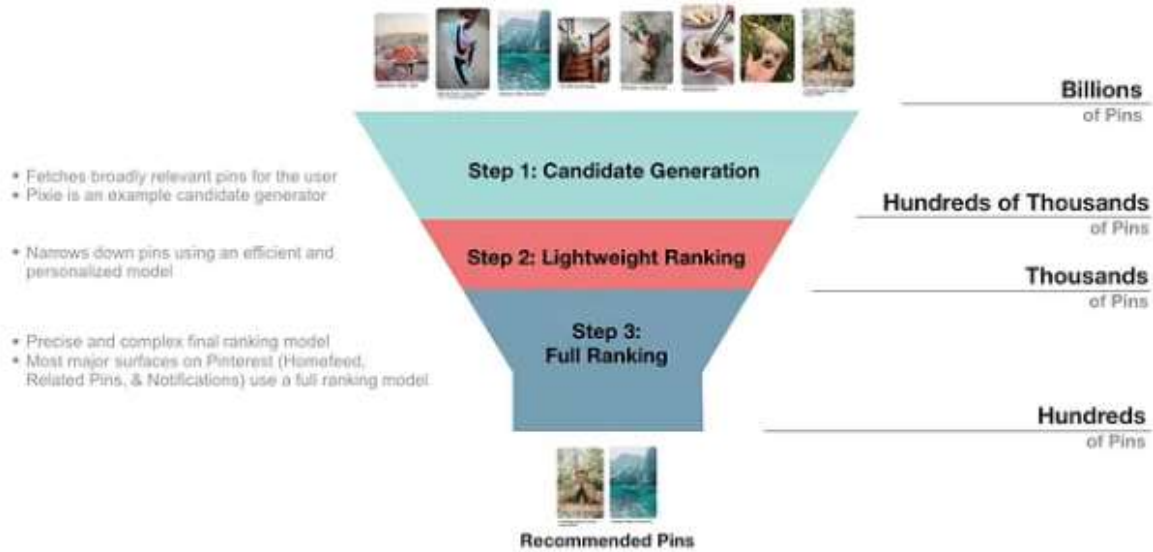 Billions
of Pins
Step 1: Candidate Generation
• Fetches broadly relevant pins for the user
• Pixie is an example candidate generator
Hundreds of Thousands
of Pins
Step 2: Lightweight Ranking
• Narrows down pins using an efficient and
personalized model
Thousands
of Pins
Step 3:
Full Ranking
• Precise and complex final ranking model
• Most major surfaces on Pinterest (Homefeed,
Related Pins, & Notifications) use a full ranking model
Hundreds
of Pins
Recommended Pins